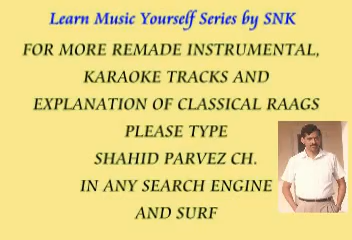 Learn Music Yourself Series by SNK
FOR MORE REMADE INSTRUMENTAL,
KARAOKE TRACKS AND
EXPLANATION OF CLASSICAL RAAGS
PLEASE TYPE
SHAHID PARVEZ CH.
IN ANY SEARCH ENGINE
AND SURF